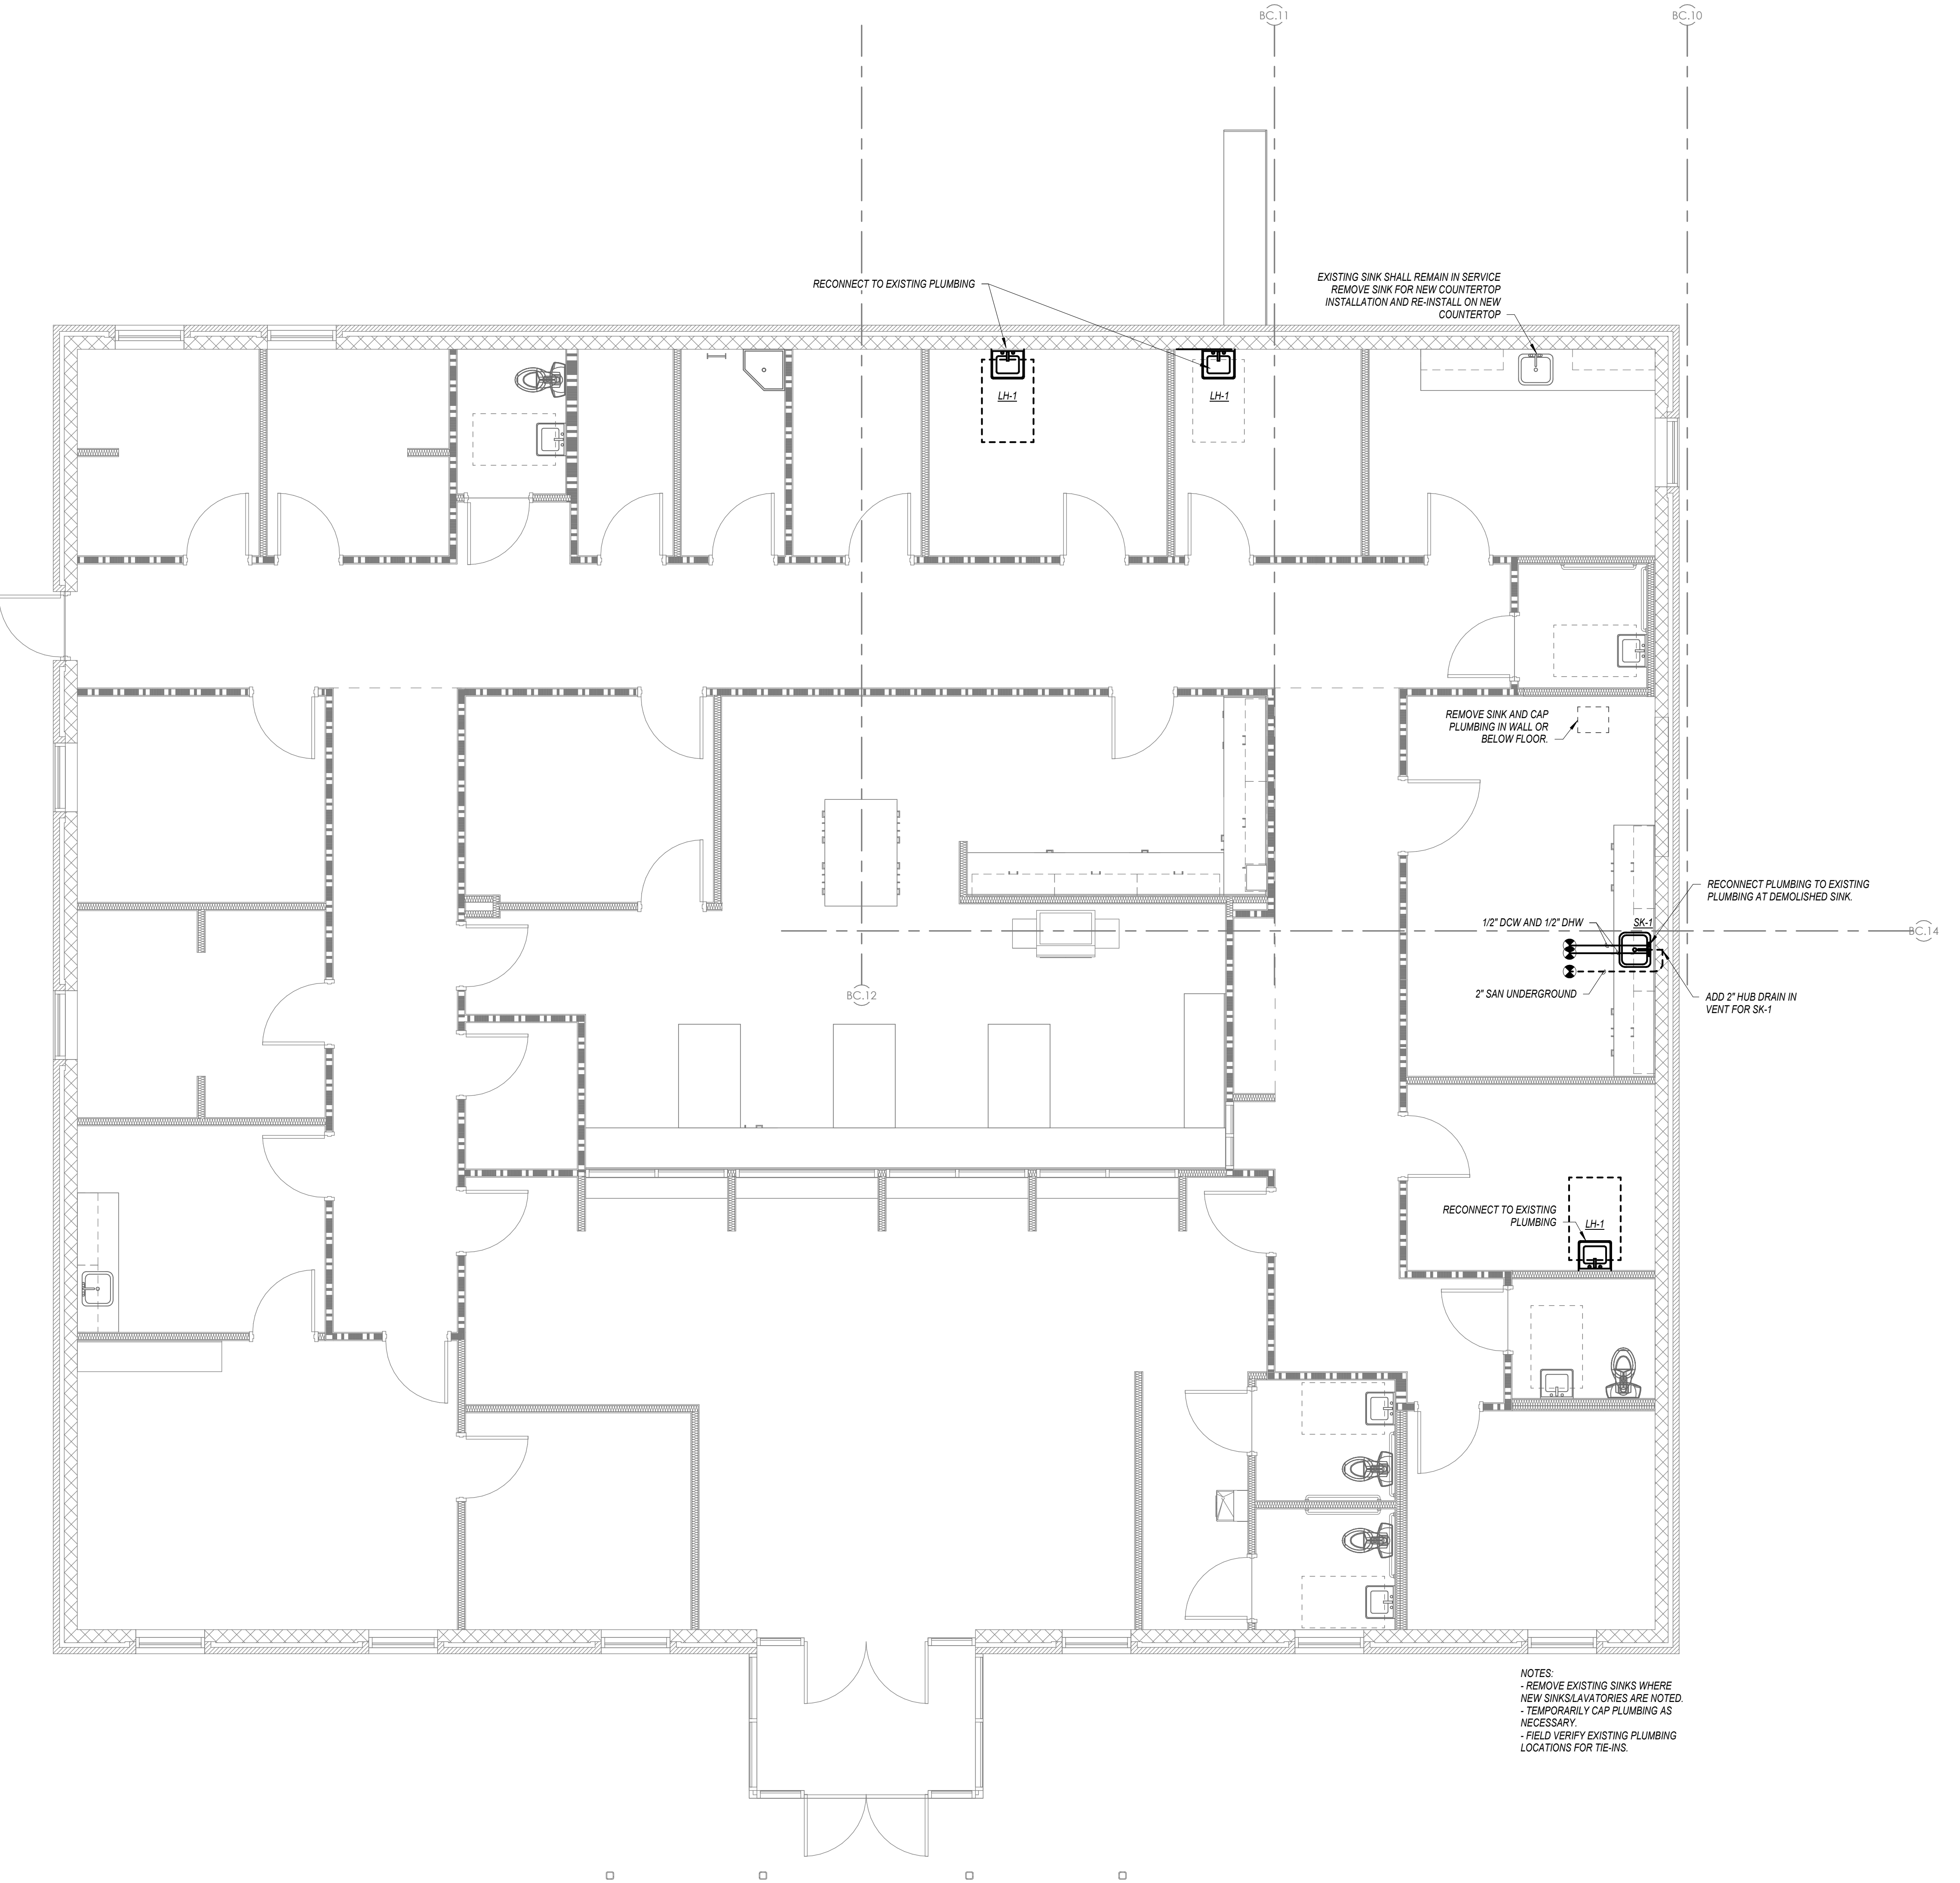 BC.11
BC.10
RECONNECT TO EXISTING PLUMBING
EXISTING SINK SHALL REMAIN IN SERVICE
REMOVE SINK FOR NEW COUNTERTOP
INSTALLATION AND RE-INSTALL ON NEW
COUNTERTOP
LH-1
LH-1
REMOVE SINK AND CAP
PLUMBING IN WALL OR
BELOW FLOOR.
RECONNECT PLUMBING TO EXISTING
PLUMBING AT DEMOLISHED SINK.
1/2" DCW AND 1/2" DHW
SK-1
BC.14
2" SAN UNDERGROUND
ADD 2" HUB DRAIN IN
VENT FOR SK-1
BC.12
RECONNECT TO EXISTING
PLUMBING
LH-1
NOTES:
- REMOVE EXISTING SINKS WHERE
NEW SINKS/LAVATORIES ARE NOTED.
- TEMPORARILY CAP PLUMBING AS
NECESSARY.
- FIELD VERIFY EXISTING PLUMBING
LOCATIONS FOR TIE-INS.